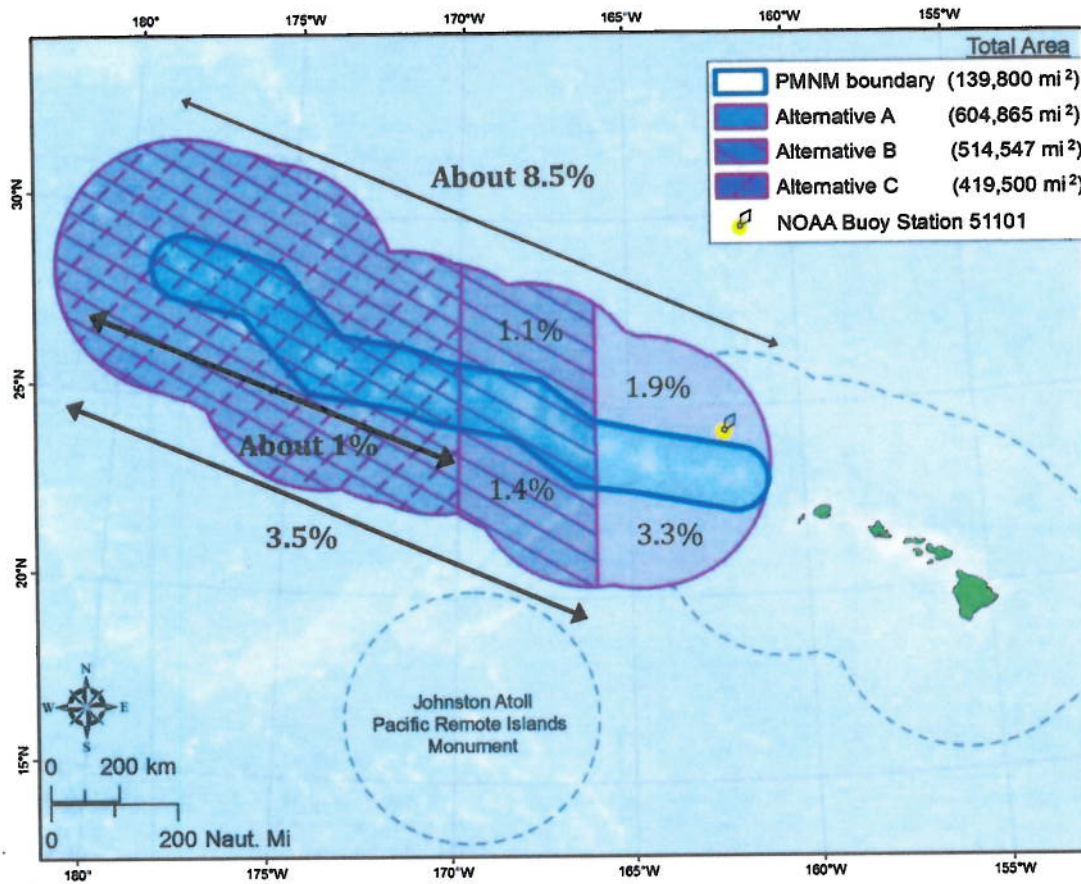 180° 175°W 170°W 165°W 160°W 155°W
Total Area
PMNM boundary (139,800 mi²)
Alternative A (604,865 mi²)
Alternative B (514,547 mi²)
Alternative C (419,500 mi²)
NOAA Buoy Station 51101
About 8.5%
30°N
1.1%
1.9%
25°N
About 1%
1.4%
3.3%
3.5%
20°N
Johnston Atoll
Pacific Remote Islands
Monument
N
W E
S
15°N
0 200 km
0 200 Naut. Mi
180° 175°W 170°W 165°W 160°W 155°W